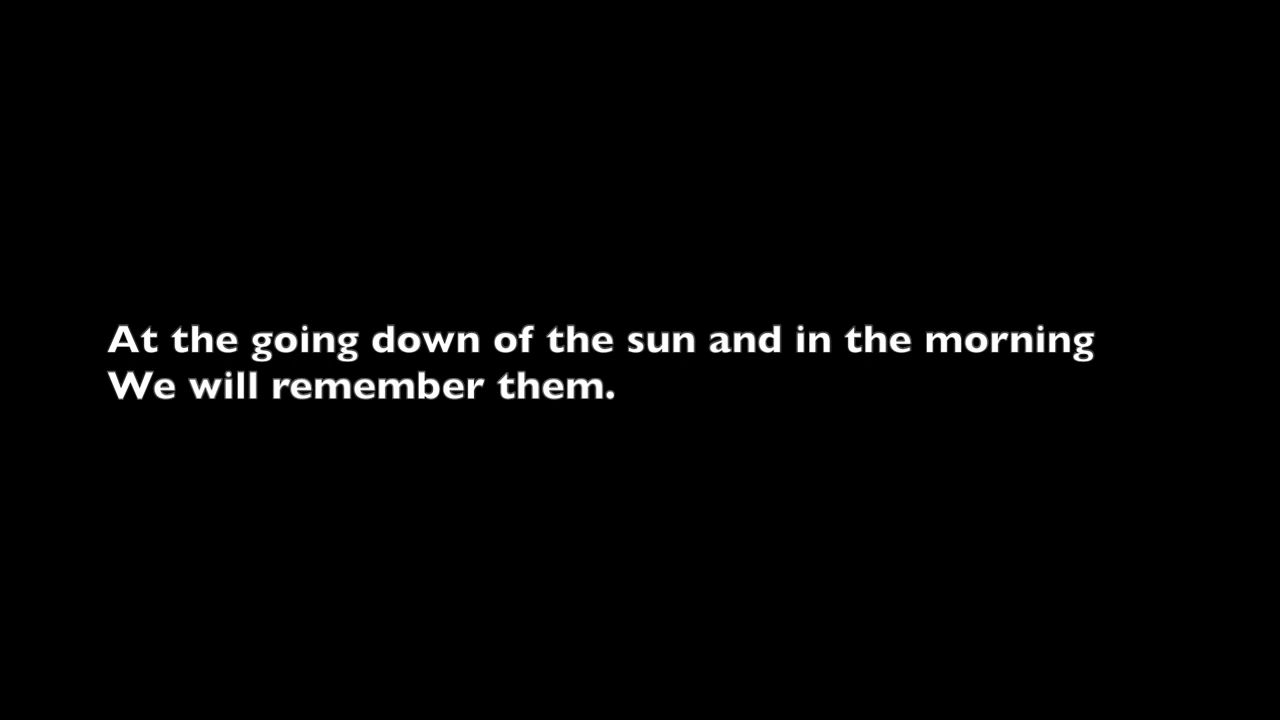 At the going down of the sun and in the morning
We will remember them.